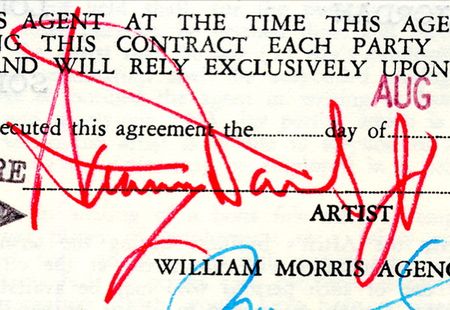 S AGENT AT THE TIME THIS AGE
NG THIS CONTRACT EACH PARTY
AND WILL RELY EXCLUSIVELY UPON
AUG
ecuted this agreement the..............day of..........
RE
ARTIST
WILLIAM MORRIS AGENC